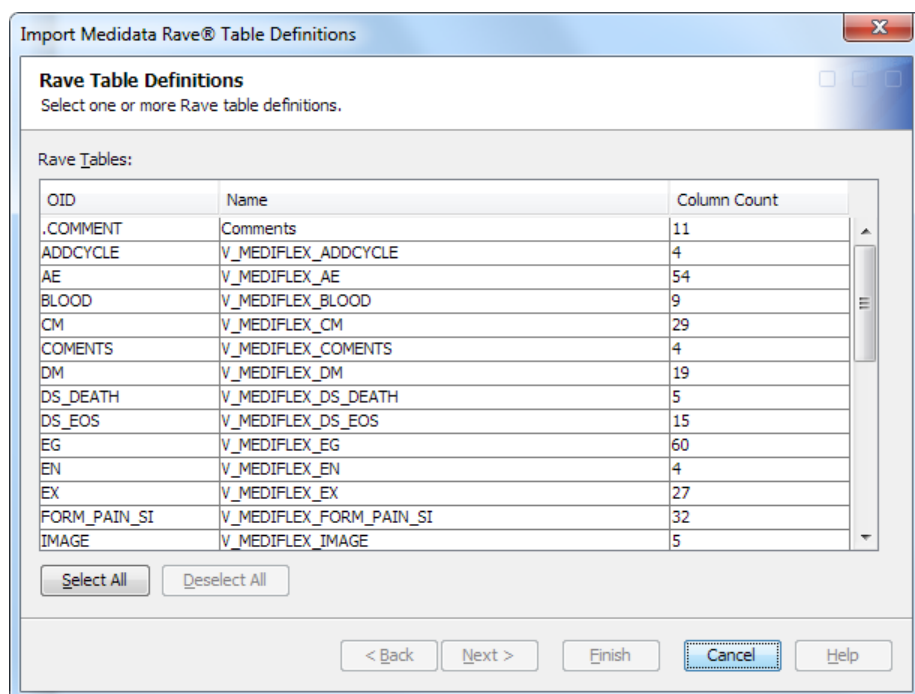 Import Medidata Rave® Table Definitions
x
Rave Table Definitions
Select one or more Rave table definitions.
Rave Tables:
OID Name Column Count
.COMMENT Comments 11
ADDCYCLE V_MEDIFLEX_ADDCYCLE 4
AE V_MEDIFLEX_AE 54
BLOOD V_MEDIFLEX_BLOOD 9
CM V_MEDIFLEX_CM 29
COMENTS V_MEDIFLEX_COMENTS 4
DM V_MEDIFLEX_DM 19
DS_DEATH V_MEDIFLEX_DS_DEATH 5
DS_EOS V_MEDIFLEX_DS_EOS 15
EG V_MEDIFLEX_EG 60
EN V_MEDIFLEX_EN 4
EX V_MEDIFLEX_EX 27
FORM_PAIN_SI V_MEDIFLEX_FORM_PAIN_SI 32
IMAGE V_MEDIFLEX_IMAGE 5
Select All Deselect All
< Back Next > Finish Cancel Help